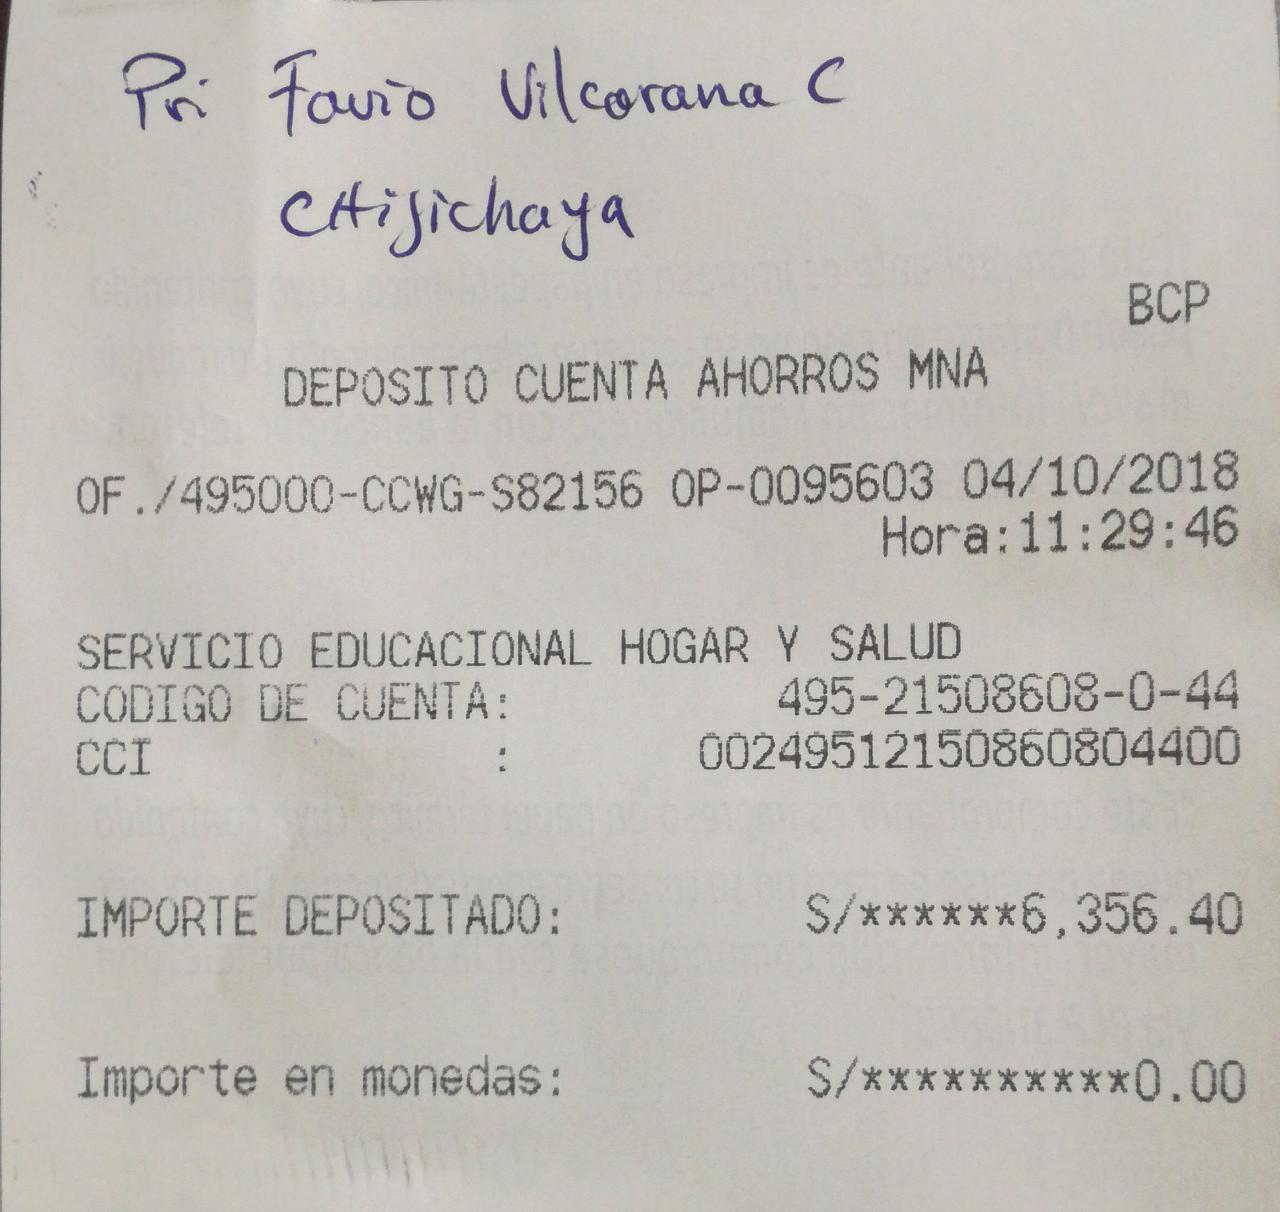 Pri Favio Vilcarana C
CHijichaya
BCP
DEPOSITO CUENTA AHORROS MNA
OF./495000-CCWG-S82156 OP-0095603 04/10/2018
Hora:11:29:46
SERVICIO EDUCACIONAL HOGAR Y SALUD
CODIGO DE CUENTA: 495-21508608-0-44
CCI : 00249512150860804400
IMPORTE DEPOSITADO: S/******6,356.40
Importe en monedas: S/**********0.00